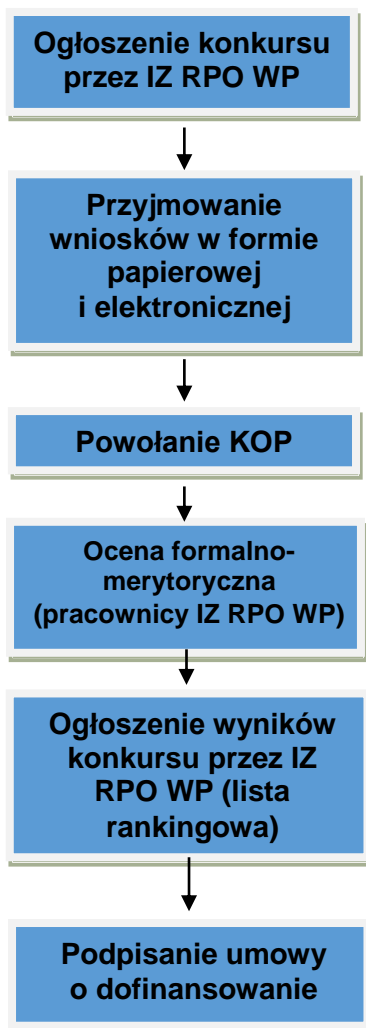 Ogłoszenie konkursu
przez IZ RPO WP
Przyjmowanie
wniosków w formie
papierowej
i elektronicznej
Powołanie KOP
Ocena formalno-
merytoryczna
(pracownicy IZ RPO WP)
Ogłoszenie wyników
konkursu przez IZ
RPO WP (lista
rankingowa)
Podpisanie umowy
o dofinansowanie